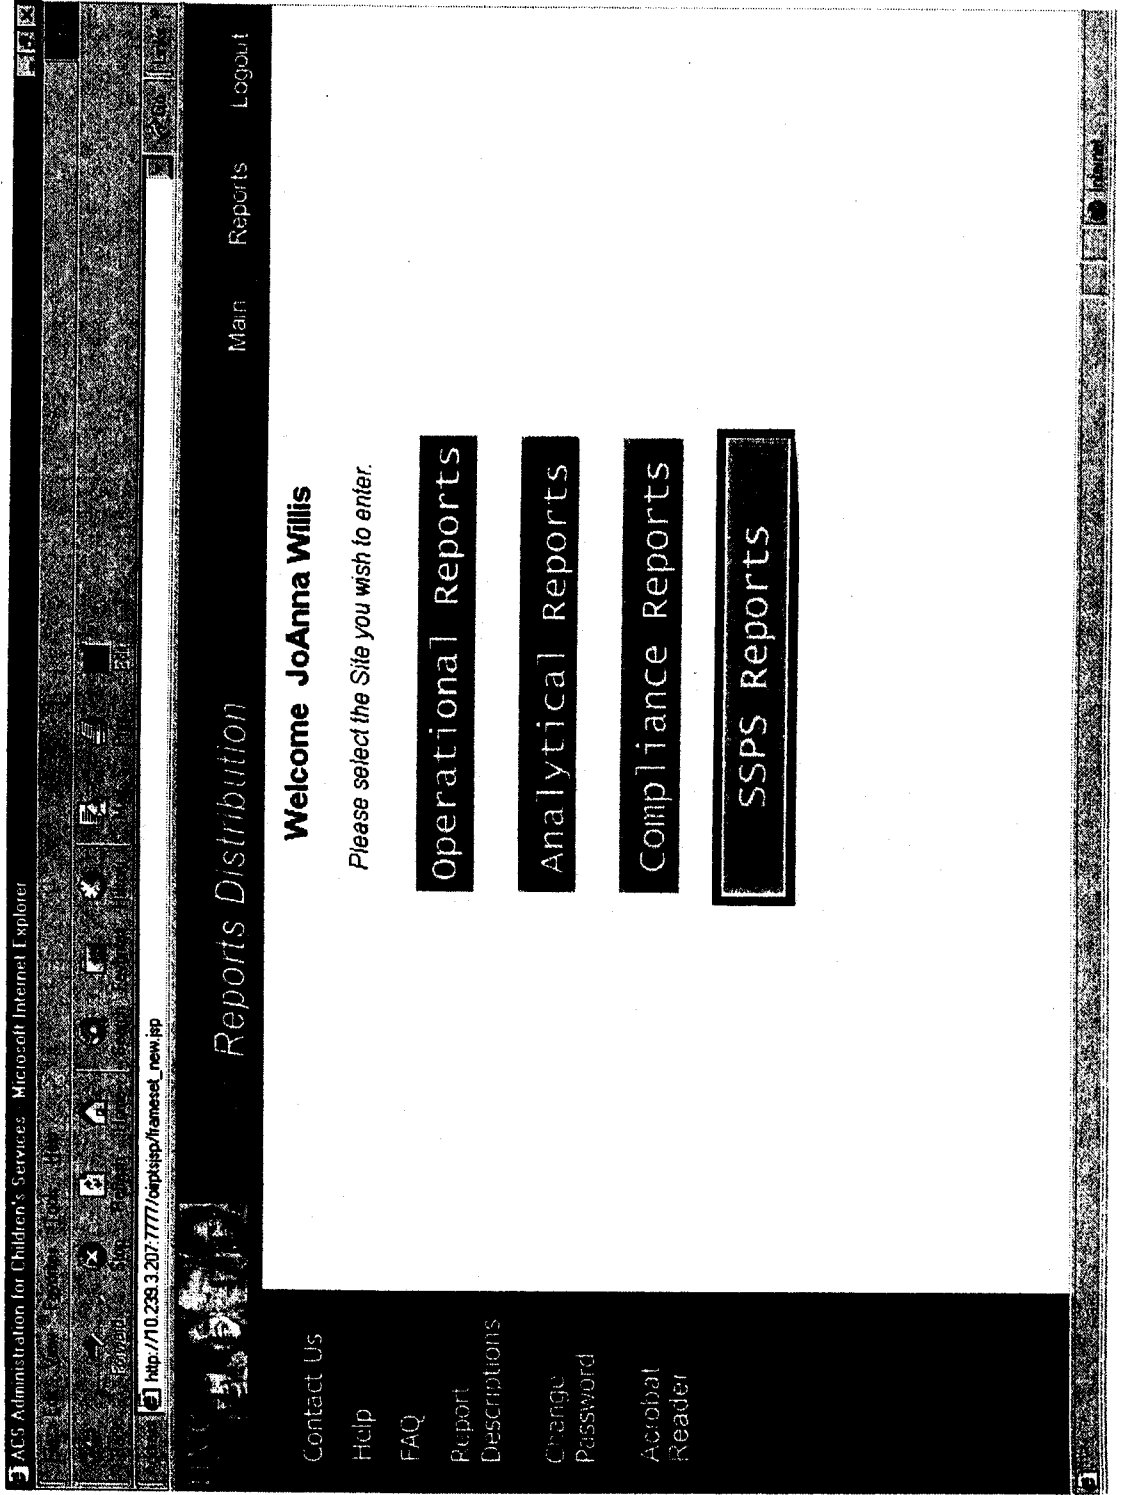 ACS Administration for Children's Services - Microsoft Internet Explorer
http://10.239.3.207:7777/oirptsjsp/frameset_new.jsp
Reports Distribution
Main Reports Logout
Contact Us
Help
FAQ
Report
Descriptions
Change
Password
Acrobat
Reader
Welcome JoAnna Willis
Please select the Site you wish to enter.
Operational Reports
Analytical Reports
Compliance Reports
SSPS Reports
Internet